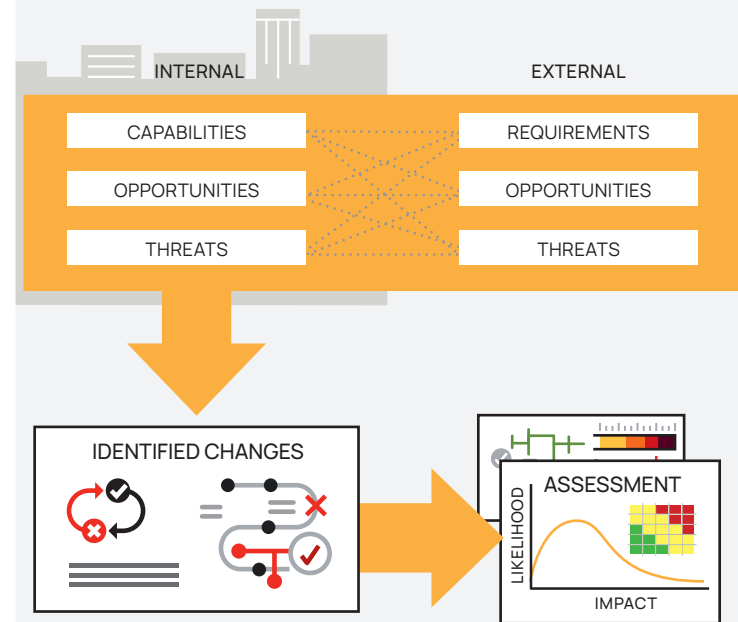 INTERNAL
EXTERNAL
CAPABILITIES
REQUIREMENTS
OPPORTUNITIES
OPPORTUNITIES
THREATS
THREATS
IDENTIFIED CHANGES
ASSESSMENT
LIKELIHOOD
IMPACT